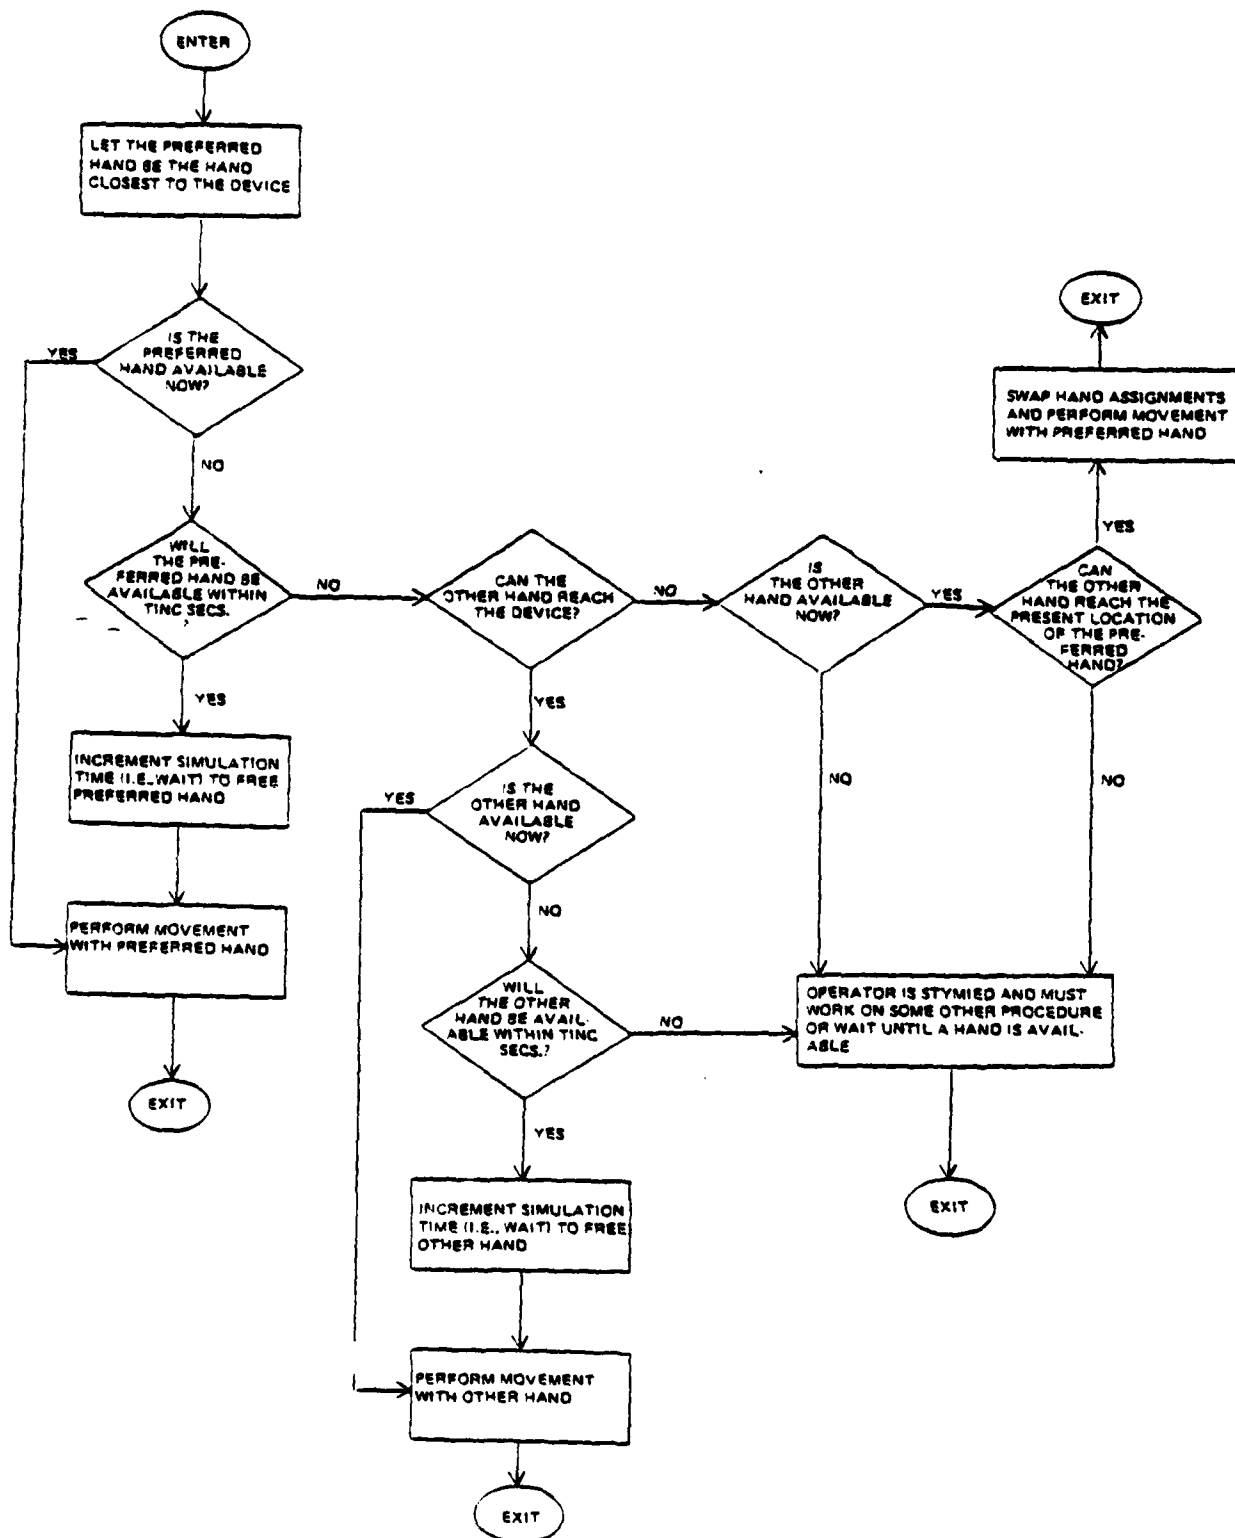 ENTER
LET THE PREFERRED
HAND BE THE HAND
CLOSEST TO THE DEVICE
IS THE
PREFERRED
HAND AVAILABLE
NOW?
YES
NO
WILL
THE PRE-
FERRED HAND BE
AVAILABLE WITHIN
TINC SECS.
?
NO
YES
INCREMENT SIMULATION
TIME (I.E., WAIT) TO FREE
PREFERRED HAND
PERFORM MOVEMENT
WITH PREFERRED HAND
EXIT
CAN THE
OTHER HAND REACH
THE DEVICE?
NO
YES
IS THE
OTHER HAND
AVAILABLE
NOW?
YES
NO
WILL
THE OTHER
HAND BE AVAIL-
ABLE WITHIN TINC
SECS.?
NO
YES
INCREMENT SIMULATION
TIME (I.E., WAIT) TO FREE
OTHER HAND
PERFORM MOVEMENT
WITH OTHER HAND
EXIT
IS
THE OTHER
HAND AVAILABLE
NOW?
YES
NO
CAN
THE OTHER
HAND REACH THE
PRESENT LOCATION
OF THE PRE-
FERRED
HAND?
YES
NO
SWAP HAND ASSIGNMENTS
AND PERFORM MOVEMENT
WITH PREFERRED HAND
EXIT
OPERATOR IS STYMIED AND MUST
WORK ON SOME OTHER PROCEDURE
OR WAIT UNTIL A HAND IS AVAIL-
ABLE
EXIT